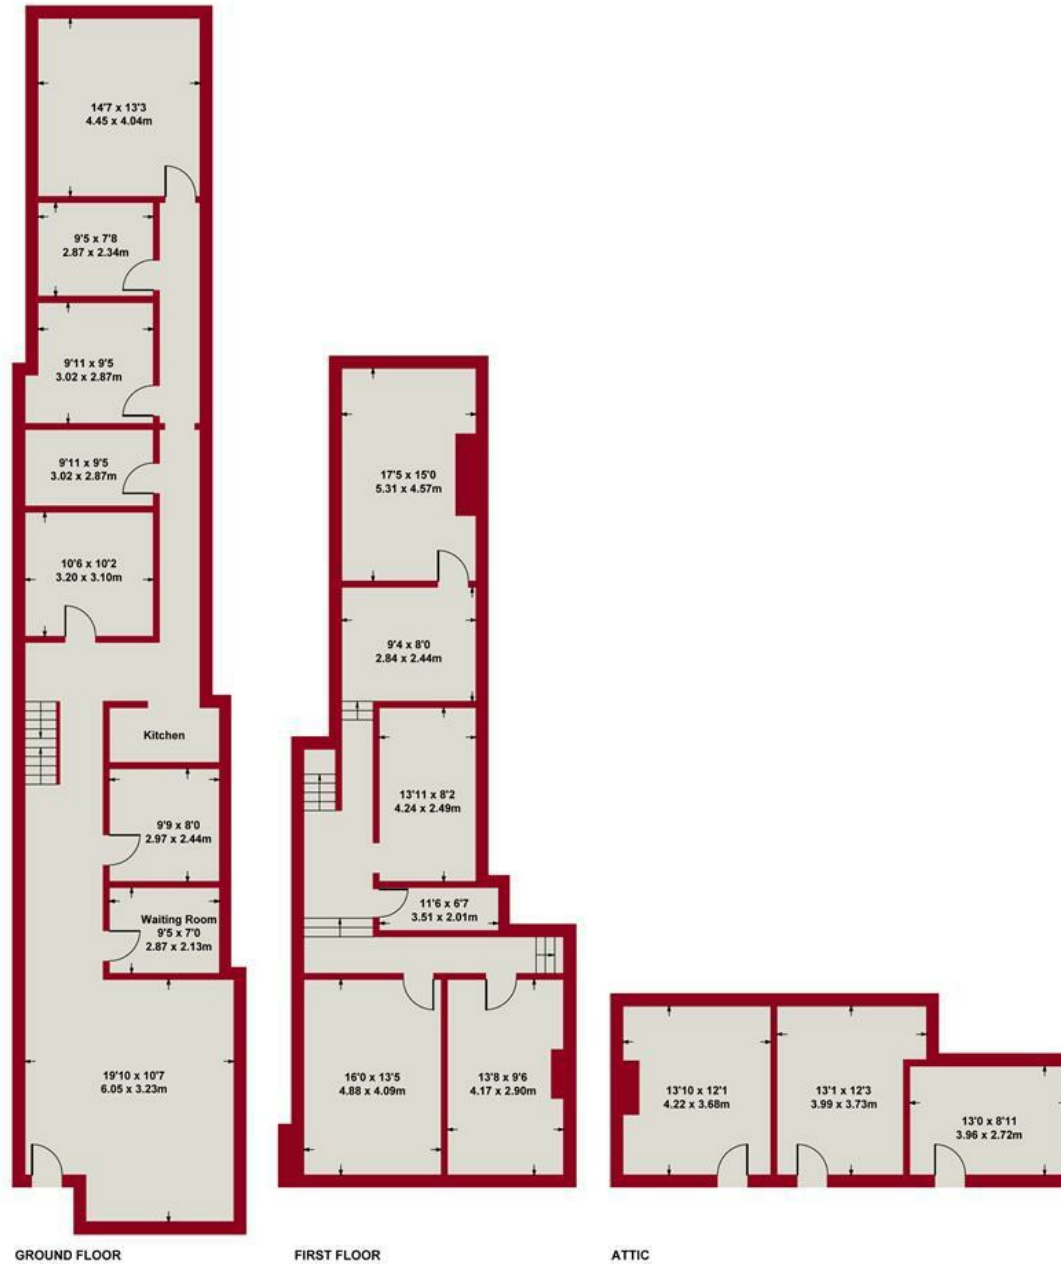 14'7 x 13'3
4.45 x 4.04m
9'5 x 7'8
2.87 x 2.34m
9'11 x 9'5
3.02 x 2.87m
9'11 x 9'5
3.02 x 2.87m
10'6 x 10'2
3.20 x 3.10m
Kitchen
9'9 x 8'0
2.97 x 2.44m
Waiting Room
9'5 x 7'0
2.87 x 2.13m
19'10 x 10'7
6.05 x 3.23m
GROUND FLOOR
17'5 x 15'0
5.31 x 4.57m
9'4 x 8'0
2.84 x 2.44m
13'11 x 8'2
4.24 x 2.49m
11'6 x 6'7
3.51 x 2.01m
16'0 x 13'5
4.88 x 4.09m
13'8 x 9'6
4.17 x 2.90m
FIRST FLOOR
13'10 x 12'1
4.22 x 3.68m
13'1 x 12'3
3.99 x 3.73m
13'0 x 8'11
3.96 x 2.72m
ATTIC